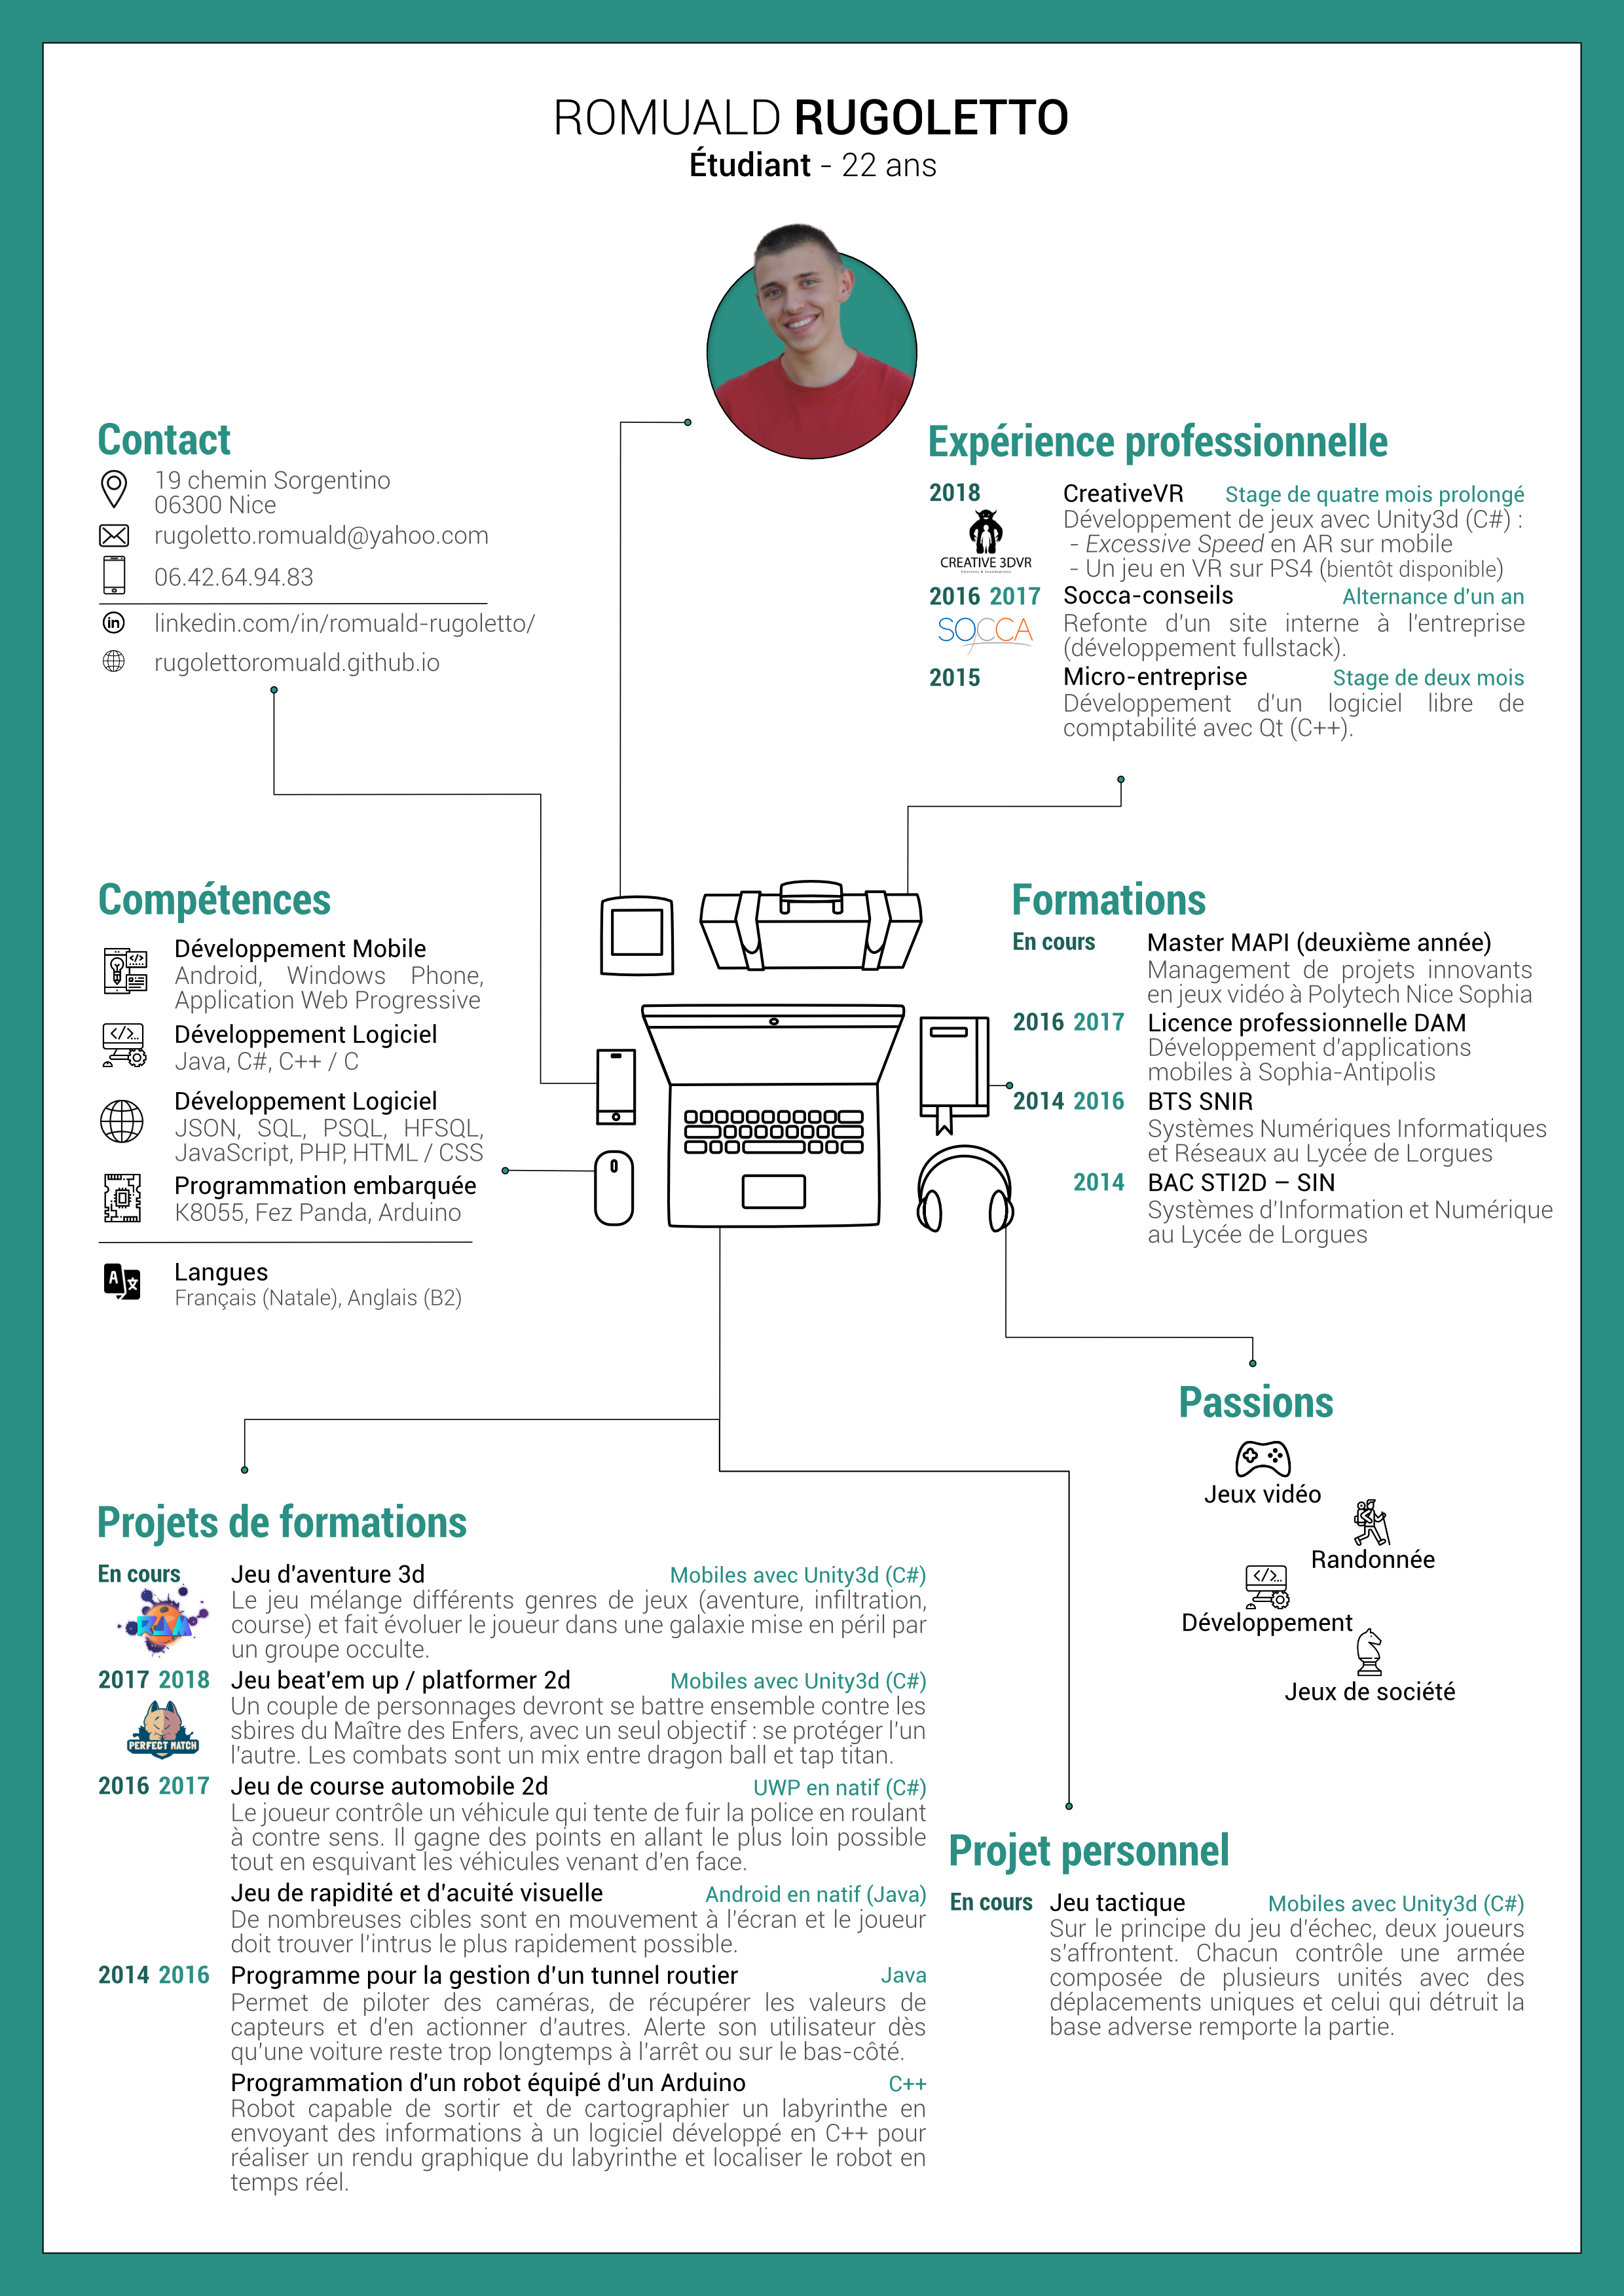 ROMUALD RUGOLETTO
Étudiant - 22 ans
Contact
19 chemin Sorgentino
06300 Nice
rugoletto.romuald@yahoo.com
06.42.64.94.83
linkedin.com/in/romuald-rugoletto/
rugolettoromuald.github.io
Expérience professionnelle
2018
CreativeVR Stage de quatre mois prolongé
CREATIVE 3DVR
Développement de jeux avec Unity3d (C#) :
- Excessive Speed en AR sur mobile
- Un jeu en VR sur PS4 (bientôt disponible)
2016 2017 Socca-conseils Alternance d'un an
SOCCA
Refonte d'un site interne à l'entreprise
(développement fullstack).
2015 Micro-entreprise Stage de deux mois
Développement d'un logiciel libre de
comptabilité avec Qt (C++).
Compétences
Développement Mobile
Android, Windows Phone,
Application Web Progressive
Développement Logiciel
Java, C#, C++ / C
Développement Logiciel
JSON, SQL, PSQL, HFSQL,
JavaScript, PHP, HTML / CSS
Programmation embarquée
K8055, Fez Panda, Arduino
Langues
Français (Natale), Anglais (B2)
Formations
En cours Master MAPI (deuxième année)
Management de projets innovants
en jeux vidéo à Polytech Nice Sophia
2016 2017 Licence professionnelle DAM
Développement d'applications
mobiles à Sophia-Antipolis
2014 2016 BTS SNIR
Systèmes Numériques Informatiques
et Réseaux au Lycée de Lorgues
2014 BAC STI2D – SIN
Systèmes d'Information et Numérique
au Lycée de Lorgues
Passions
Jeux vidéo
Randonnée
Développement
Jeux de société
Projets de formations
En cours Jeu d'aventure 3d Mobiles avec Unity3d (C#)
Le jeu mélange différents genres de jeux (aventure, infiltration,
course) et fait évoluer le joueur dans une galaxie mise en péril par
un groupe occulte.
2017 2018 Jeu beat'em up / platformer 2d Mobiles avec Unity3d (C#)
PERFECT MATCH
Un couple de personnages devront se battre ensemble contre les
sbires du Maître des Enfers, avec un seul objectif : se protéger l'un
l'autre. Les combats sont un mix entre dragon ball et tap titan.
2016 2017 Jeu de course automobile 2d UWP en natif (C#)
Le joueur contrôle un véhicule qui tente de fuir la police en roulant
à contre sens. Il gagne des points en allant le plus loin possible
tout en esquivant les véhicules venant d'en face.
Jeu de rapidité et d'acuité visuelle Android en natif (Java)
De nombreuses cibles sont en mouvement à l'écran et le joueur
doit trouver l'intrus le plus rapidement possible.
2014 2016 Programme pour la gestion d'un tunnel routier Java
Permet de piloter des caméras, de récupérer les valeurs de
capteurs et d'en actionner d'autres. Alerte son utilisateur dès
qu'une voiture reste trop longtemps à l'arrêt ou sur le bas-côté.
Programmation d'un robot équipé d'un Arduino C++
Robot capable de sortir et de cartographier un labyrinthe en
envoyant des informations à un logiciel développé en C++ pour
réaliser un rendu graphique du labyrinthe et localiser le robot en
temps réel.
Projet personnel
En cours Jeu tactique Mobiles avec Unity3d (C#)
Sur le principe du jeu d'échec, deux joueurs
s'affrontent. Chacun contrôle une armée
composée de plusieurs unités avec des
déplacements uniques et celui qui détruit la
base adverse remporte la partie.